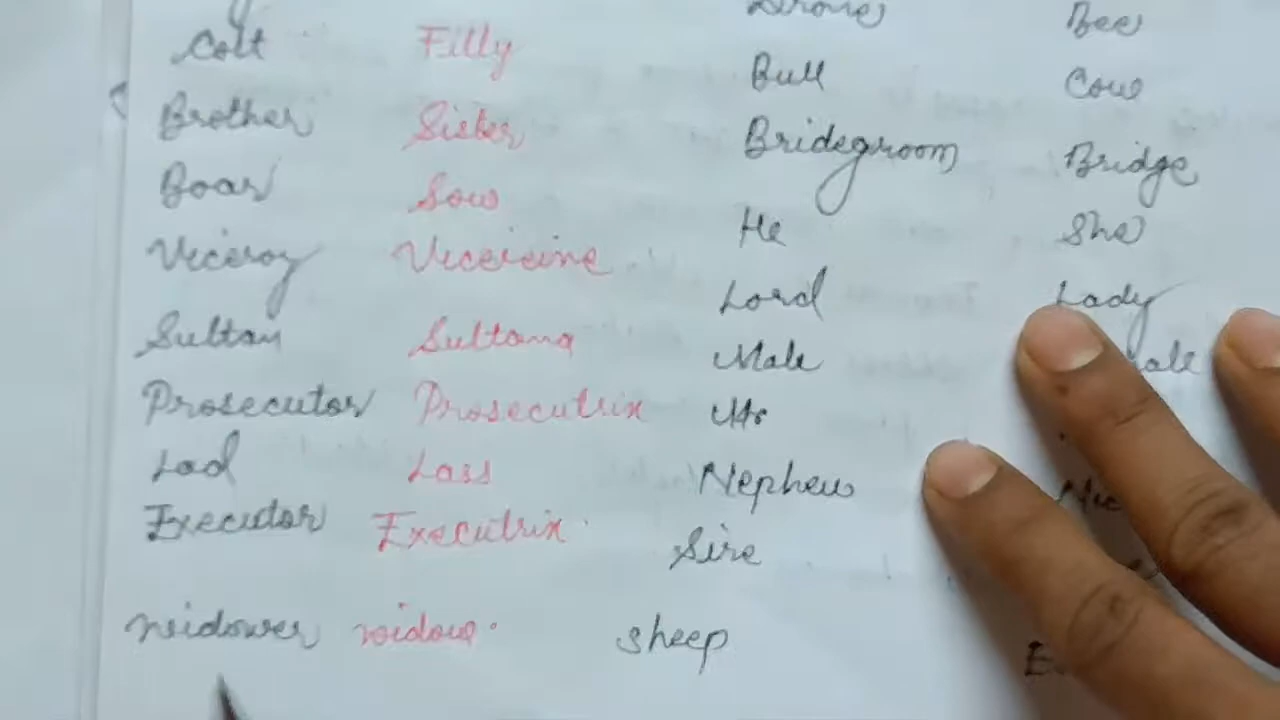 Drone Bee
Colt Filly
Bull Cow
Brother Sister
Bridegroom Bridge
Boar Sow
He She
Viceroy Vicereine
Lord Lady
Sultan Sultana
Male
Prosecutor Prosecutrix
Mr
Lad Lass
Nephew
Executor Executrix
Sire
Widower widow.
sheep